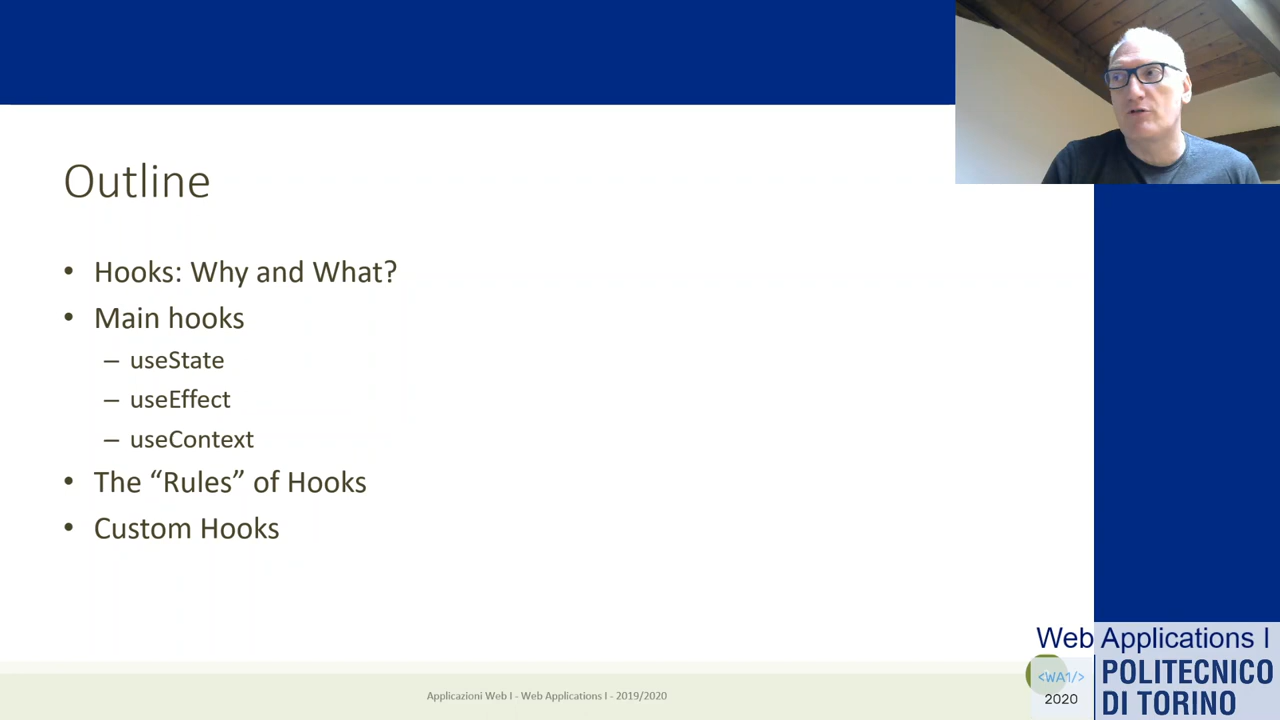 Outline
• Hooks: Why and What?
• Main hooks
– useState
– useEffect
– useContext
• The “Rules” of Hooks
• Custom Hooks
Applicazioni Web I - Web Applications I - 2019/2020
Web Applications I
<WA1/>
2020
POLITECNICO
DI TORINO